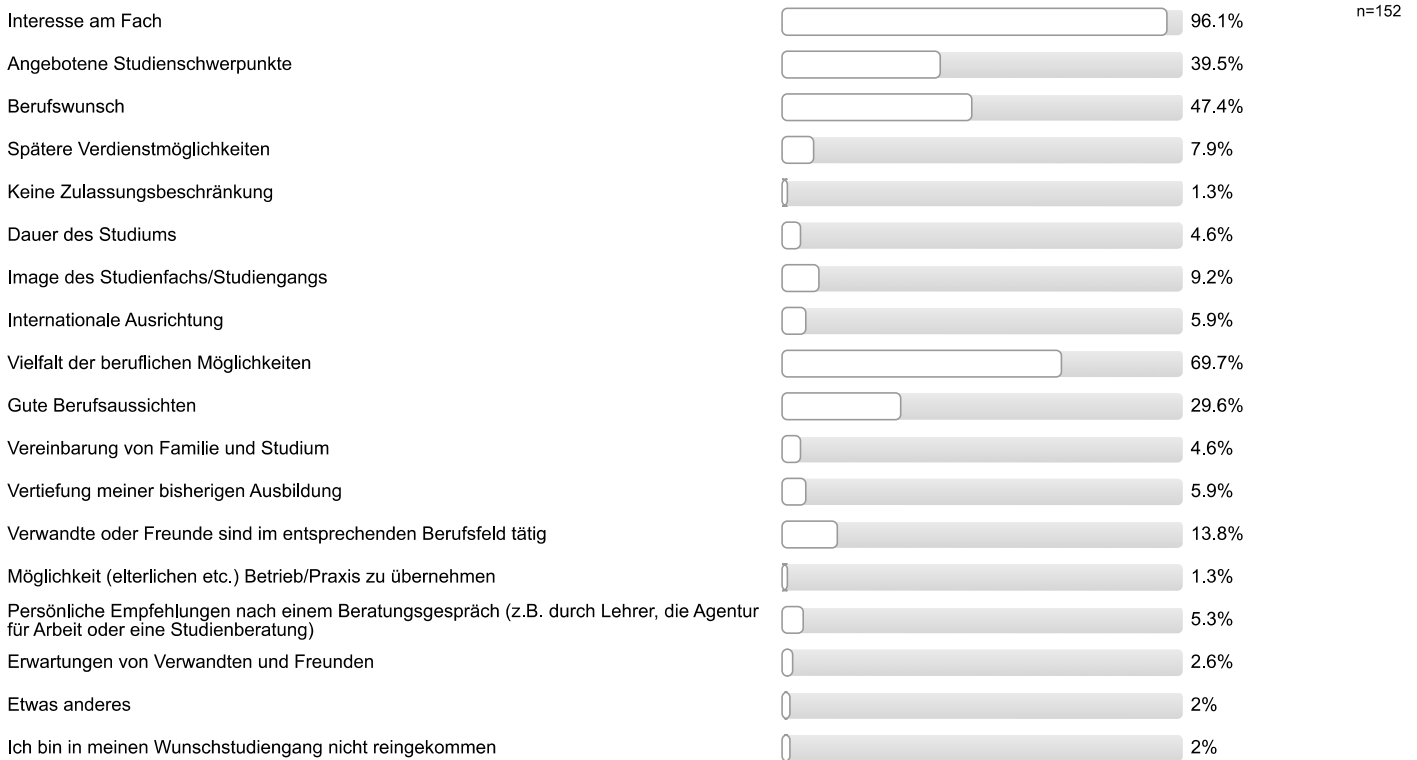 Interesse am Fach 96.1% n=152
Angebotene Studienschwerpunkte 39.5%
Berufswunsch 47.4%
Spätere Verdienstmöglichkeiten 7.9%
Keine Zulassungsbeschränkung 1.3%
Dauer des Studiums 4.6%
Image des Studienfachs/Studiengangs 9.2%
Internationale Ausrichtung 5.9%
Vielfalt der beruflichen Möglichkeiten 69.7%
Gute Berufsaussichten 29.6%
Vereinbarung von Familie und Studium 4.6%
Vertiefung meiner bisherigen Ausbildung 5.9%
Verwandte oder Freunde sind im entsprechenden Berufsfeld tätig 13.8%
Möglichkeit (elterlichen etc.) Betrieb/Praxis zu übernehmen 1.3%
Persönliche Empfehlungen nach einem Beratungsgespräch (z.B. durch Lehrer, die Agentur
für Arbeit oder eine Studienberatung) 5.3%
Erwartungen von Verwandten und Freunden 2.6%
Etwas anderes 2%
Ich bin in meinen Wunschstudiengang nicht reingekommen 2%